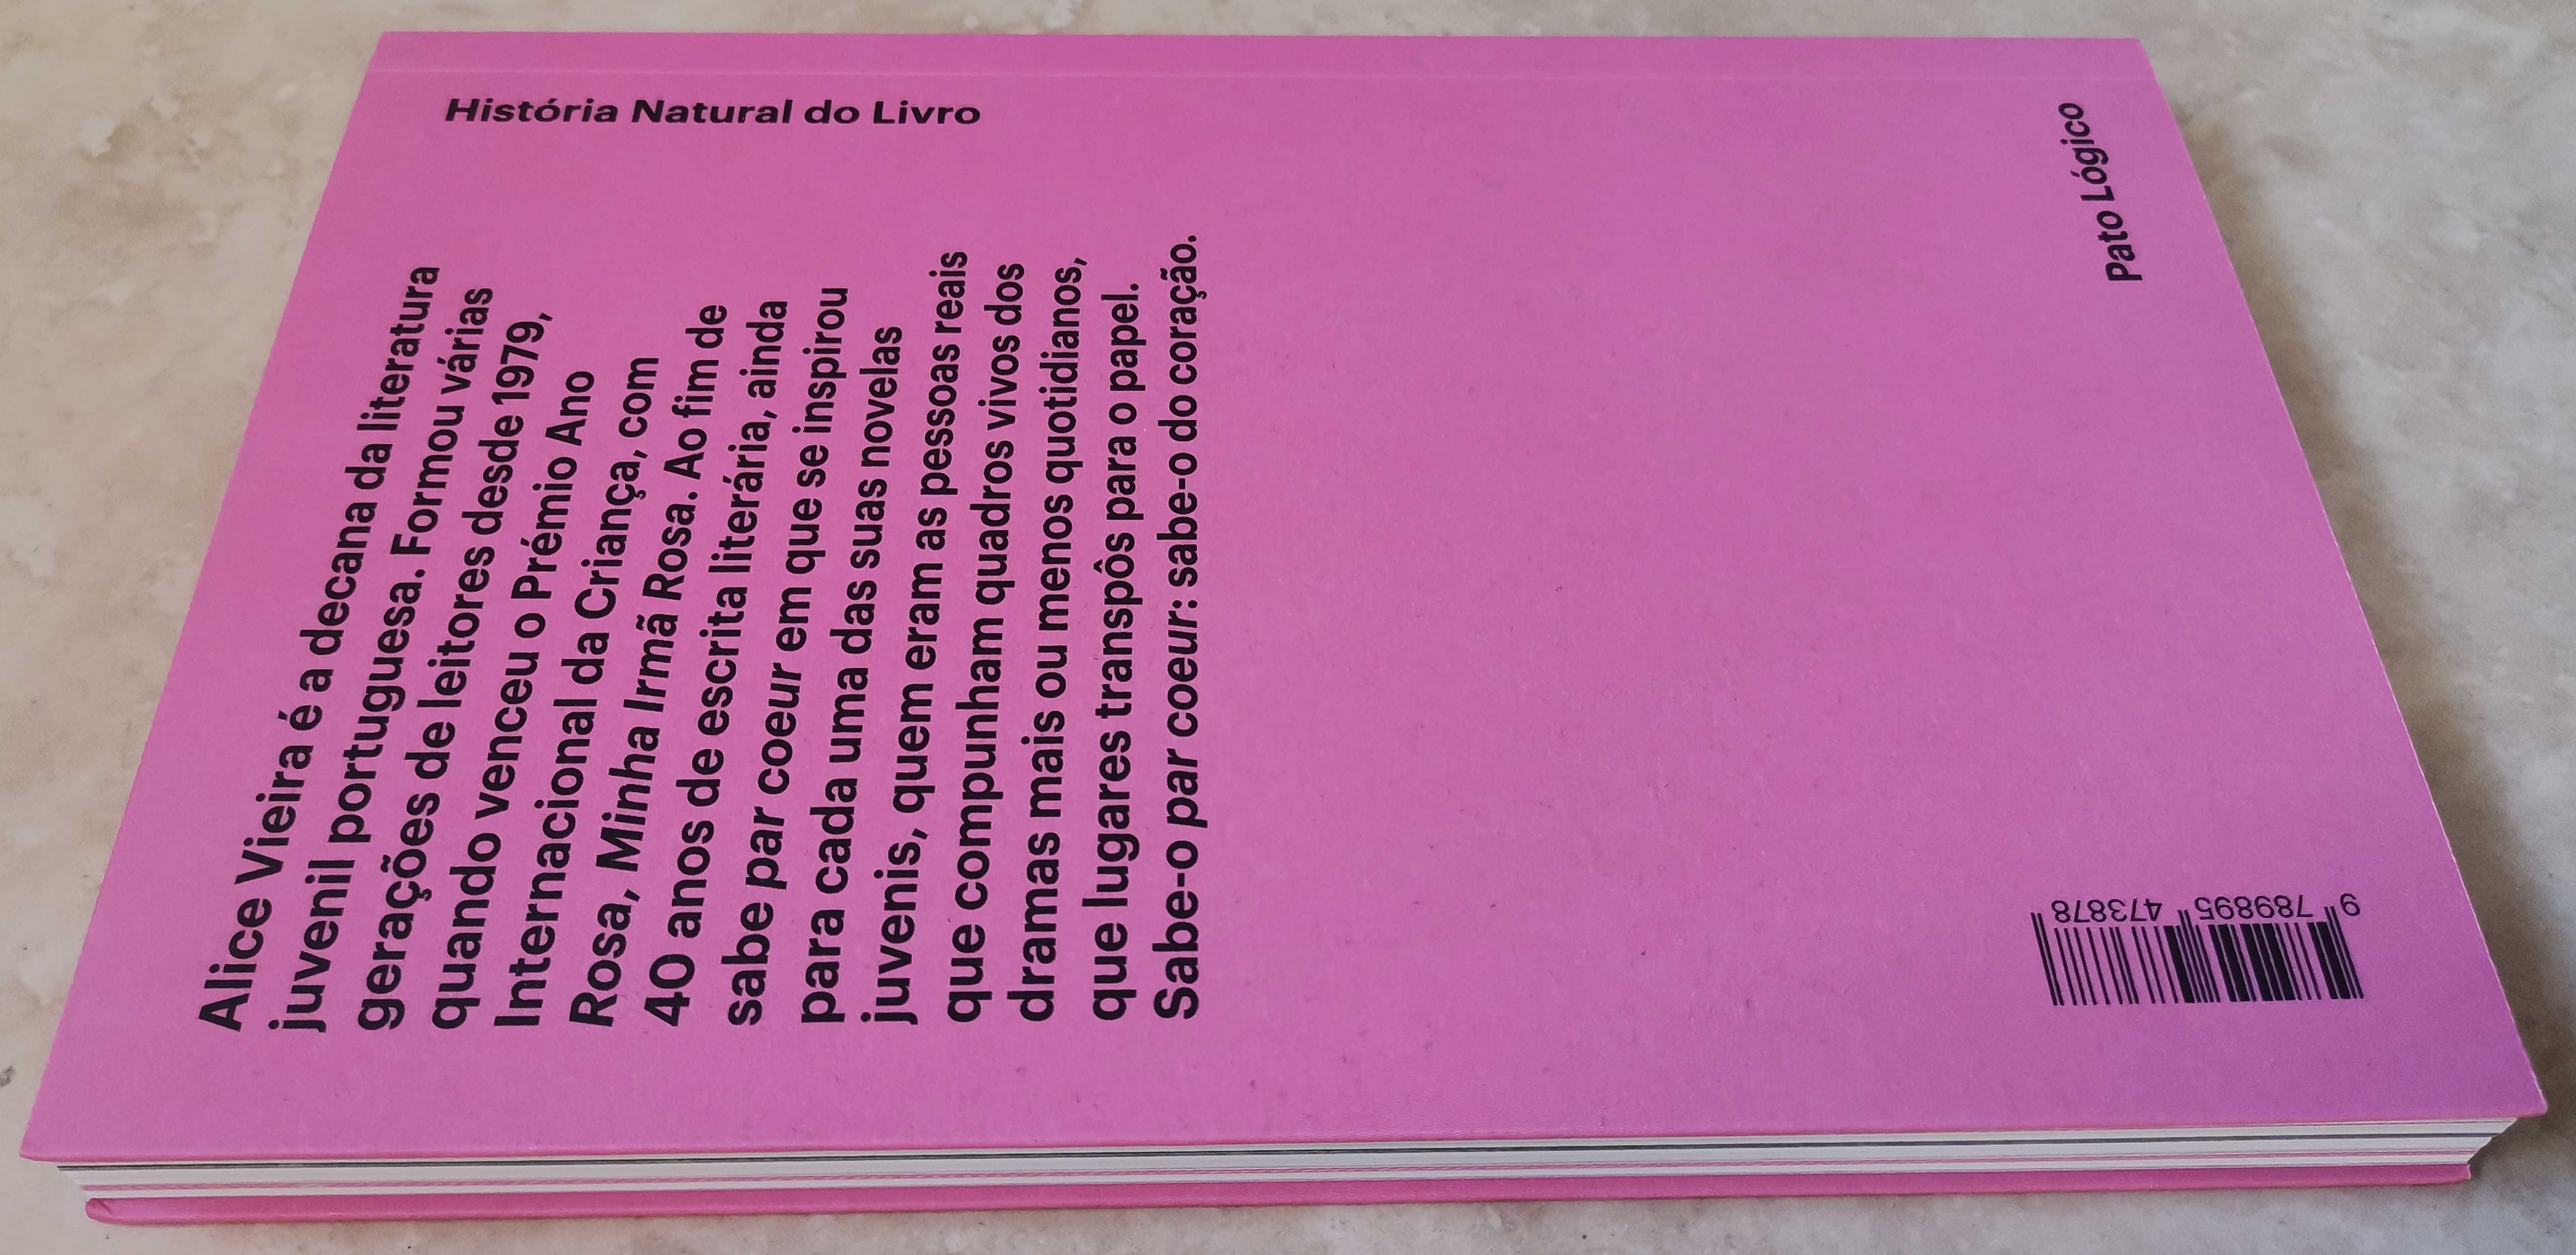 História Natural do Livro
Alice Vieira é a decana da literatura
juvenil portuguesa. Formou várias
gerações de leitores desde 1979,
quando venceu o Prémio Ano
Internacional da Criança, com
Rosa, Minha Irmã Rosa. Ao fim de
40 anos de escrita literária, ainda
sabe par coeur em que se inspirou
para cada uma das suas novelas
juvenis, quem eram as pessoas reais
que compunham quadros vivos dos
dramas mais ou menos quotidianos,
que lugares transpôs para o papel.
Sabe-o par coeur: sabe-o do coração.
Pato Lógico
9 789895 473878